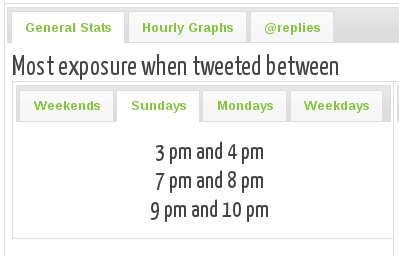 General Stats Hourly Graphs @replies
Most exposure when tweeted between
Weekends Sundays Mondays Weekdays
3 pm and 4 pm
7 pm and 8 pm
9 pm and 10 pm